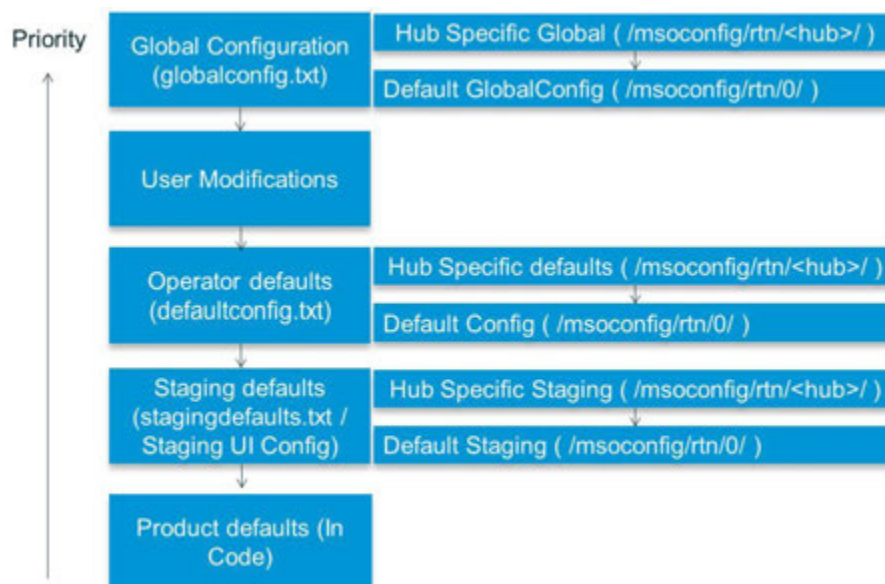 Priority
Global Configuration
(globalconfig.txt)
Hub Specific Global ( /msoconfig/rtn/<hub>/ )
Default GlobalConfig ( /msoconfig/rtn/0/ )
User Modifications
Operator defaults
(defaultconfig.txt)
Hub Specific defaults ( /msoconfig/rtn/<hub>/ )
Default Config ( /msoconfig/rtn/0/ )
Staging defaults
(stagingdefaults.txt /
Staging UI Config)
Hub Specific Staging ( /msoconfig/rtn/<hub>/ )
Default Staging ( /msoconfig/rtn/0/ )
Product defaults (In
Code)